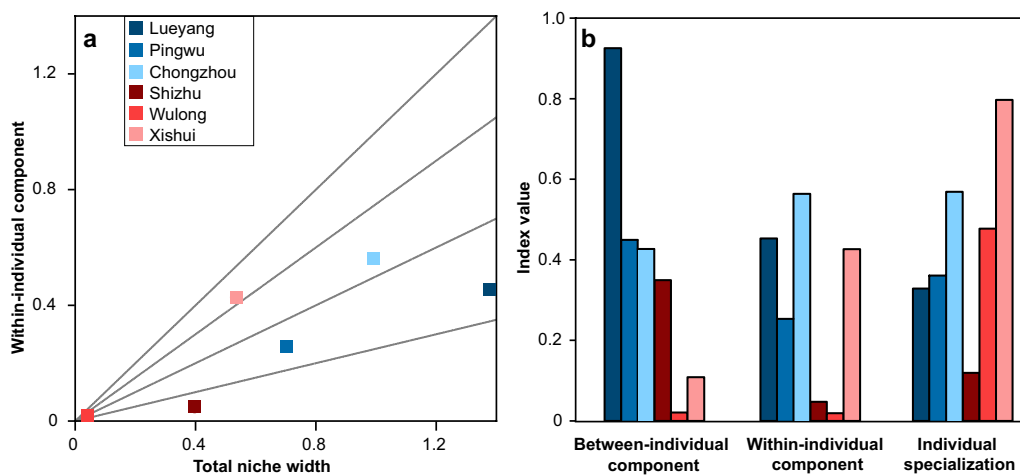 a
Lueyang
Pingwu
Chongzhou
Shizhu
Wulong
Xishui
1.2
0.8
0.4
0
0
0.4
0.8
1.2
Within-individual component
Total niche width
b
1.0
0.8
0.6
0.4
0.2
0
Index value
Between-individual
component
Within-individual
component
Individual
specialization